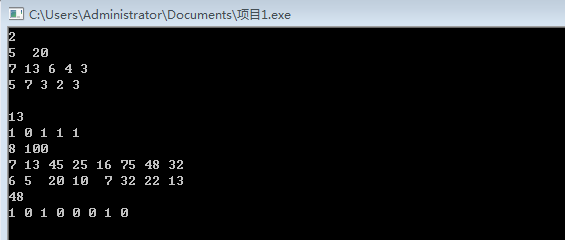 C:\Users\Administrator\Documents\项目1.exe
2
5  20
7 13 6 4 3
5 7 3 2 3

13
1 0 1 1 1
8 100
7 13 45 25 16 75 48 32
6 5  20 10  7 32 22 13
48
1 0 1 0 0 0 1 0